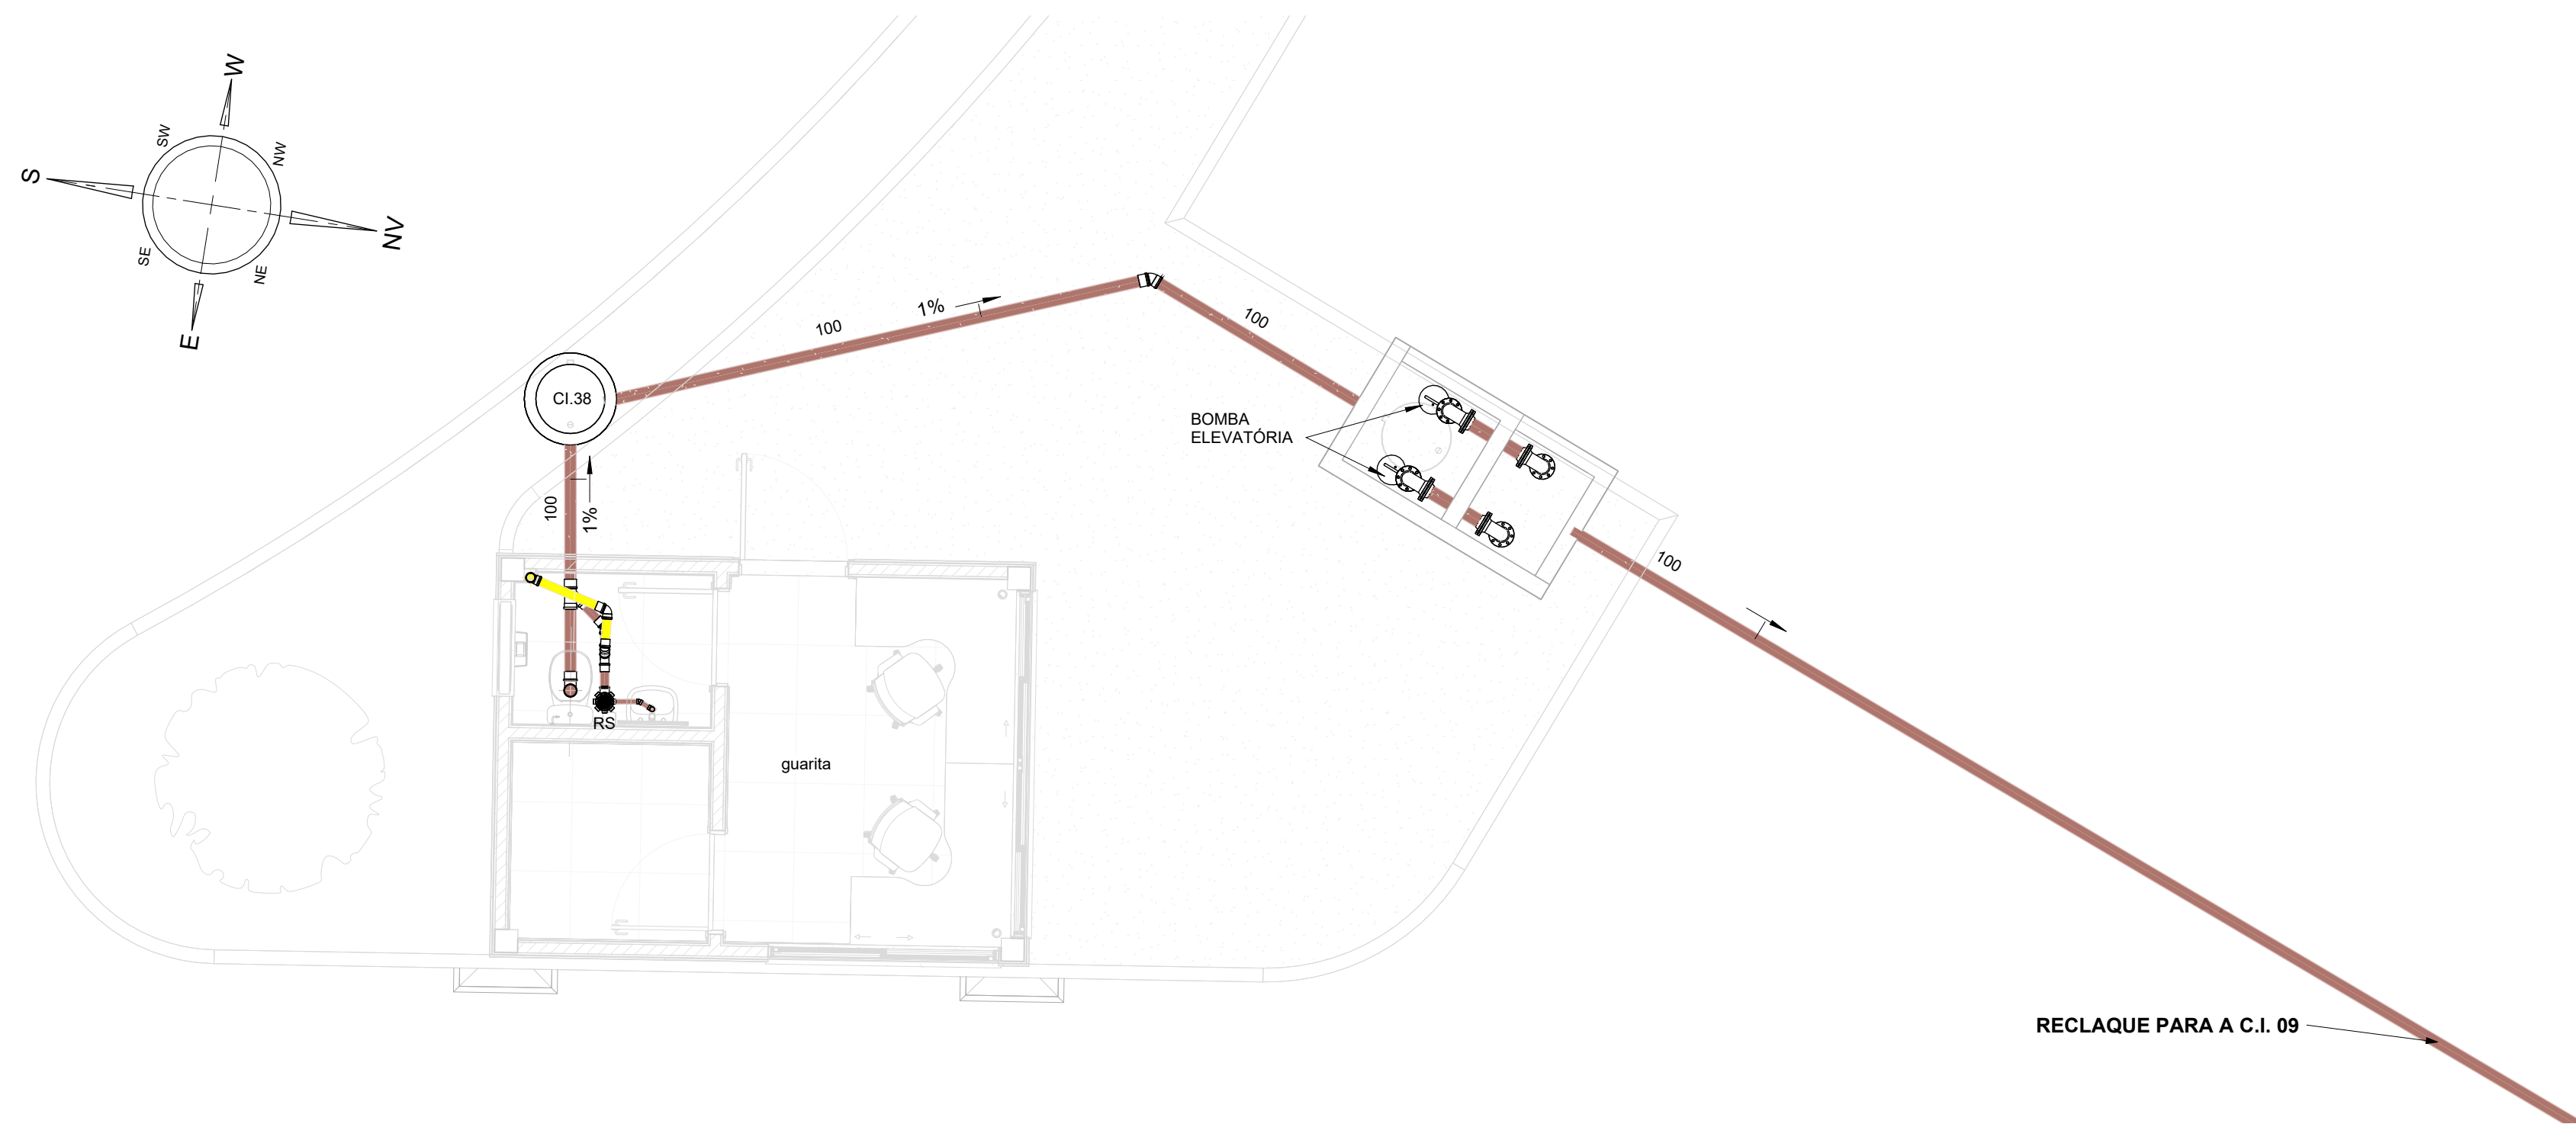 W
SW
NW
S
NV
SE
NE
E
1%
100
100
CI.38
BOMBA
ELEVATÓRIA
100
1%
100
RS
guarita
RECLAQUE PARA A C.I. 09